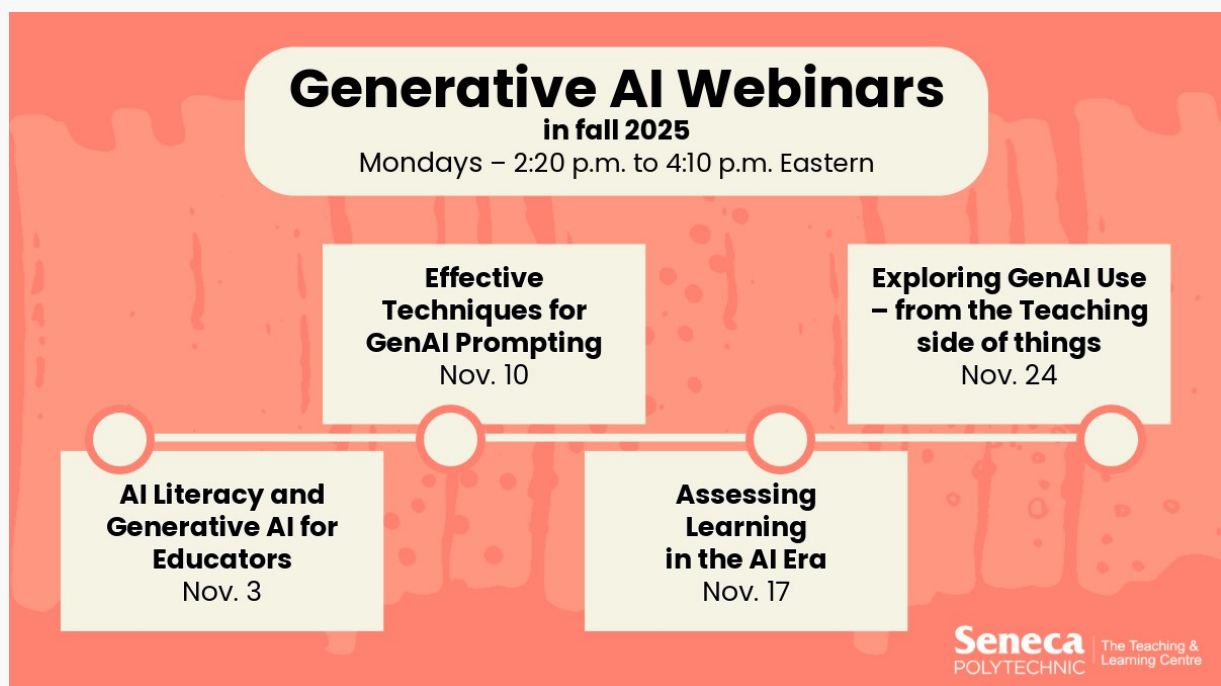 Generative AI Webinars
in fall 2025
Mondays – 2:20 p.m. to 4:10 p.m. Eastern
AI Literacy and
Generative AI for
Educators
Nov. 3
Effective
Techniques for
GenAI Prompting
Nov. 10
Assessing
Learning
in the AI Era
Nov. 17
Exploring GenAI Use
– from the Teaching
side of things
Nov. 24
Seneca
POLYTECHNIC
The Teaching &
Learning Centre